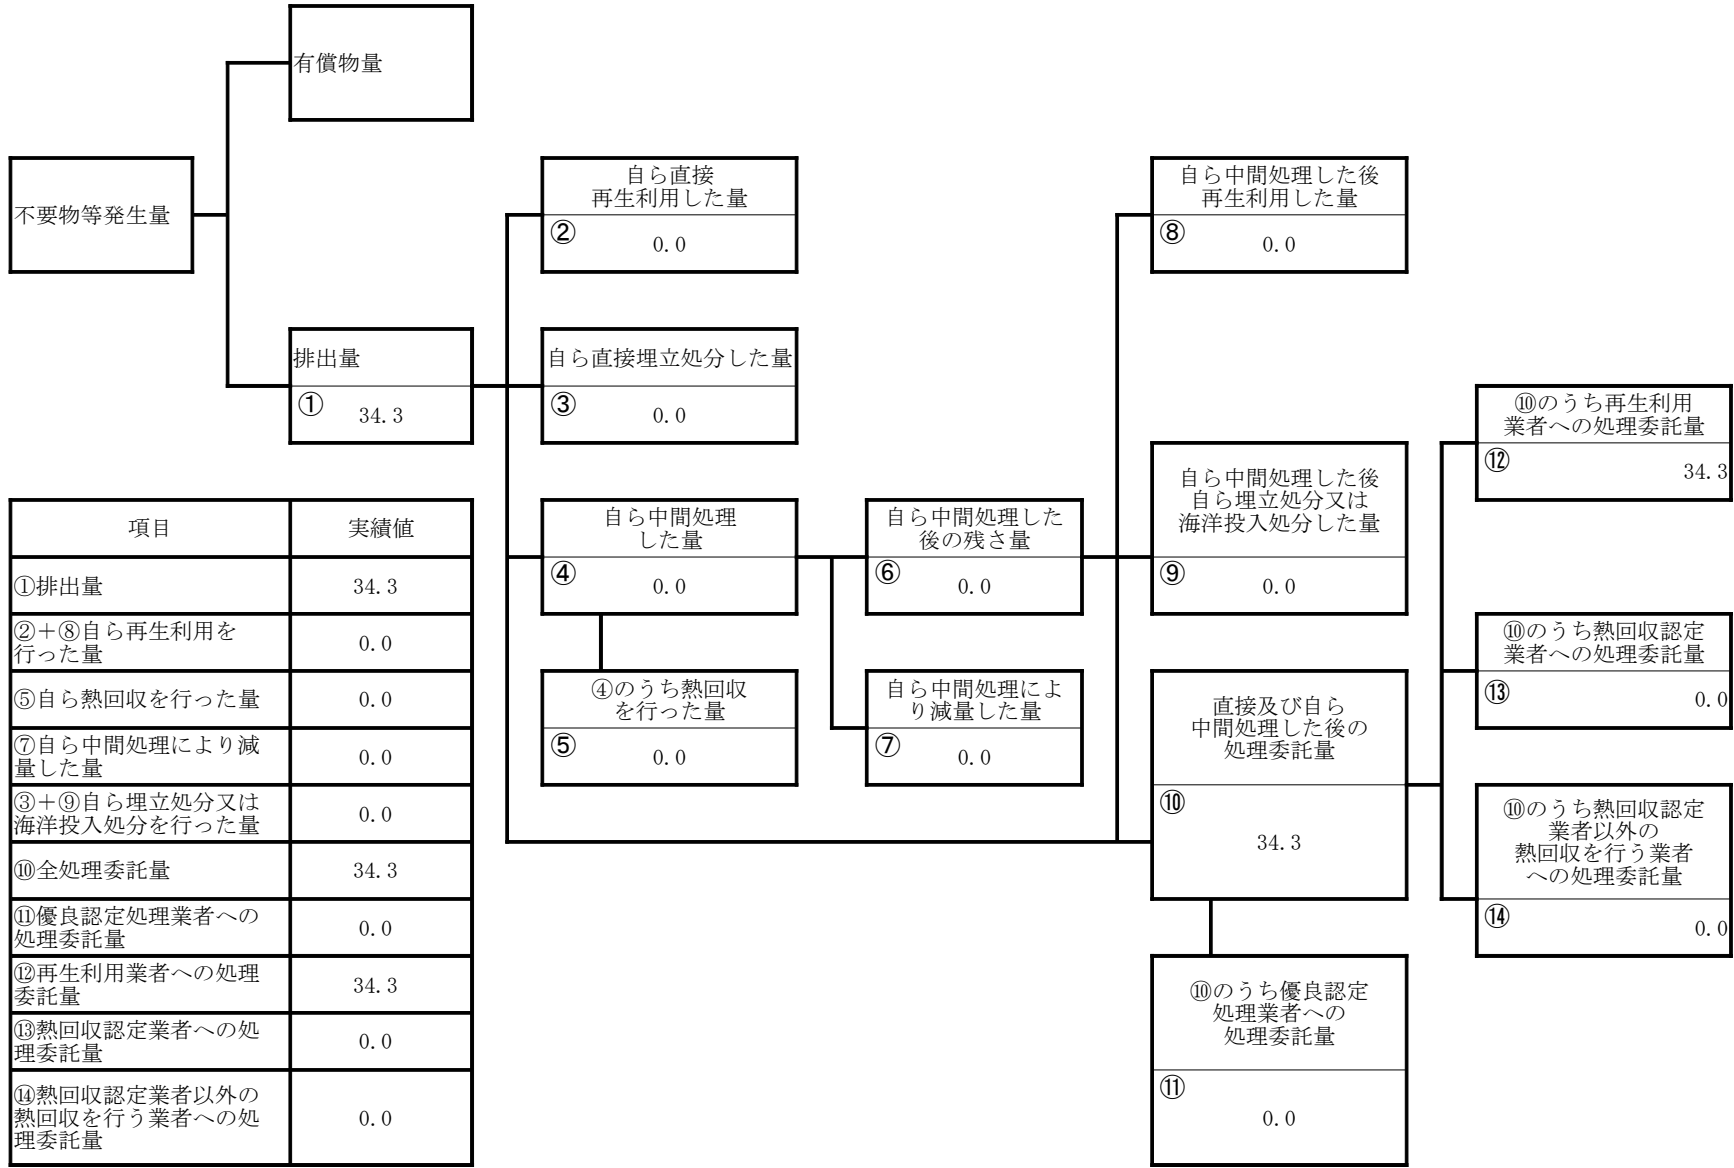 有償物量
不要物等発生量
排出量
①
34.3
自ら直接
再生利用した量
②
0.0
自ら直接埋立処分した量
③
0.0
自ら中間処理
した量
④
0.0
④のうち熱回収
を行った量
⑤
0.0
自ら中間処理した
後の残さ量
⑥
0.0
自ら中間処理によ
り減量した量
⑦
0.0
自ら中間処理した後
再生利用した量
⑧
0.0
自ら中間処理した後
自ら埋立処分又は
海洋投入処分した量
⑨
0.0
直接及び自ら
中間処理した後の
処理委託量
⑩
34.3
⑩のうち優良認定
処理業者への
処理委託量
⑪
0.0
⑩のうち再生利用
業者への処理委託量
⑫
34.3
⑩のうち熱回収認定
業者への処理委託量
⑬
0.0
⑩のうち熱回収認定
業者以外の
熱回収を行う業者
への処理委託量
⑭
0.0
項目 実績値
①排出量 34.3
②＋⑧自ら再生利用を
行った量 0.0
⑤自ら熱回収を行った量 0.0
⑦自ら中間処理により減
量した量 0.0
③＋⑨自ら埋立処分又は
海洋投入処分を行った量 0.0
⑩全処理委託量 34.3
⑪優良認定処理業者への
処理委託量 0.0
⑫再生利用業者への処理
委託量 34.3
⑬熱回収認定業者への処
理委託量 0.0
⑭熱回収認定業者以外の
熱回収を行う業者への処
理委託量 0.0